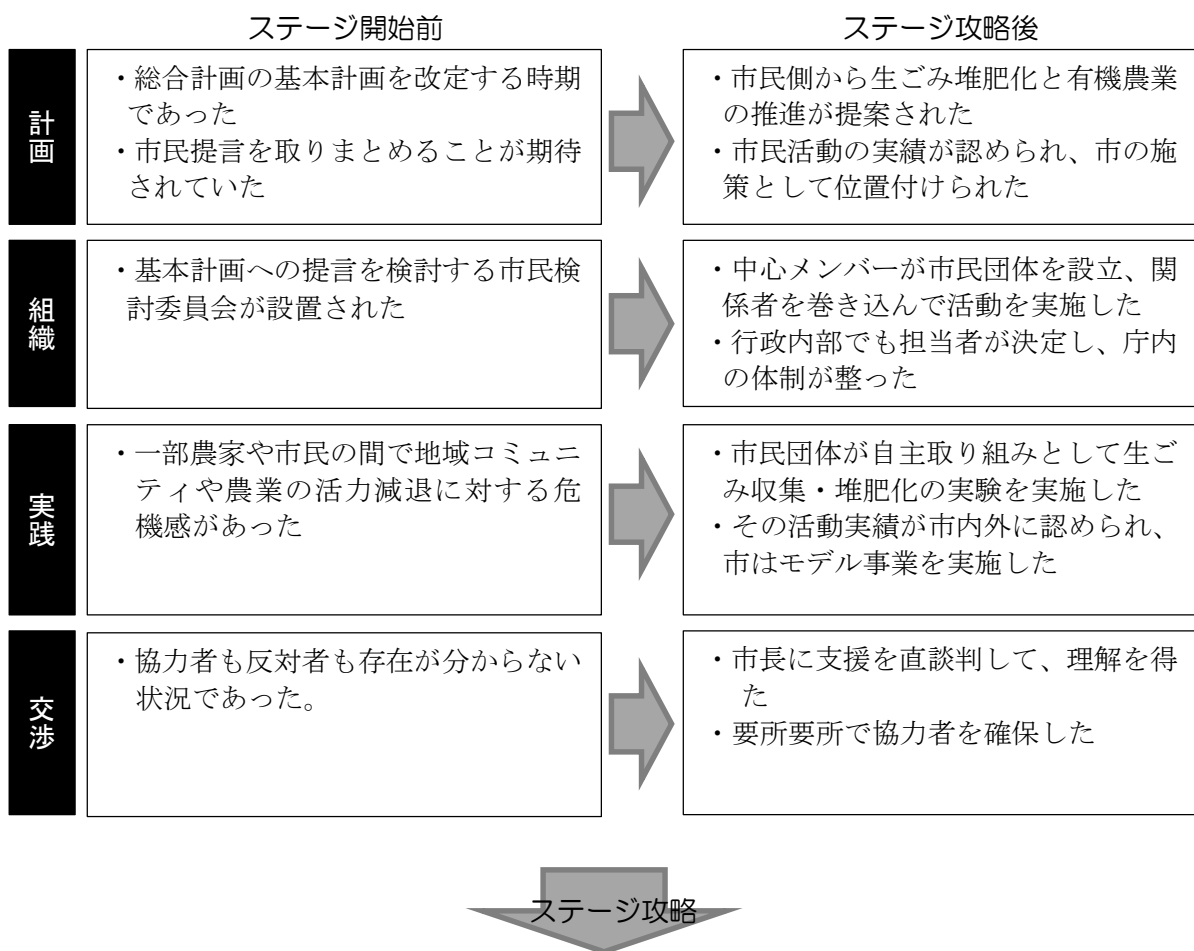 ステージ開始前
ステージ攻略後
計画
・総合計画の基本計画を改定する時期
であった
・市民提言を取りまとめることが期待
されていた
・市民側から生ごみ堆肥化と有機農業
の推進が提案された
・市民活動の実績が認められ、市の施
策として位置付けられた
組織
・基本計画への提言を検討する市民検
討委員会が設置された
・中心メンバーが市民団体を設立、関
係者を巻き込んで活動を実施した
・行政内部でも担当者が決定し、庁内
の体制が整った
実践
・一部農家や市民の間で地域コミュニ
ティや農業の活力減退に対する危
機感があった
・市民団体が自主取り組みとして生ご
み収集・堆肥化の実験を実施した
・その活動実績が市内外に認められ、
市はモデル事業を実施した
交渉
・協力者も反対者も存在が分からない
状況であった。
・市長に支援を直談判して、理解を得
た
・要所要所で協力者を確保した
ステージ攻略